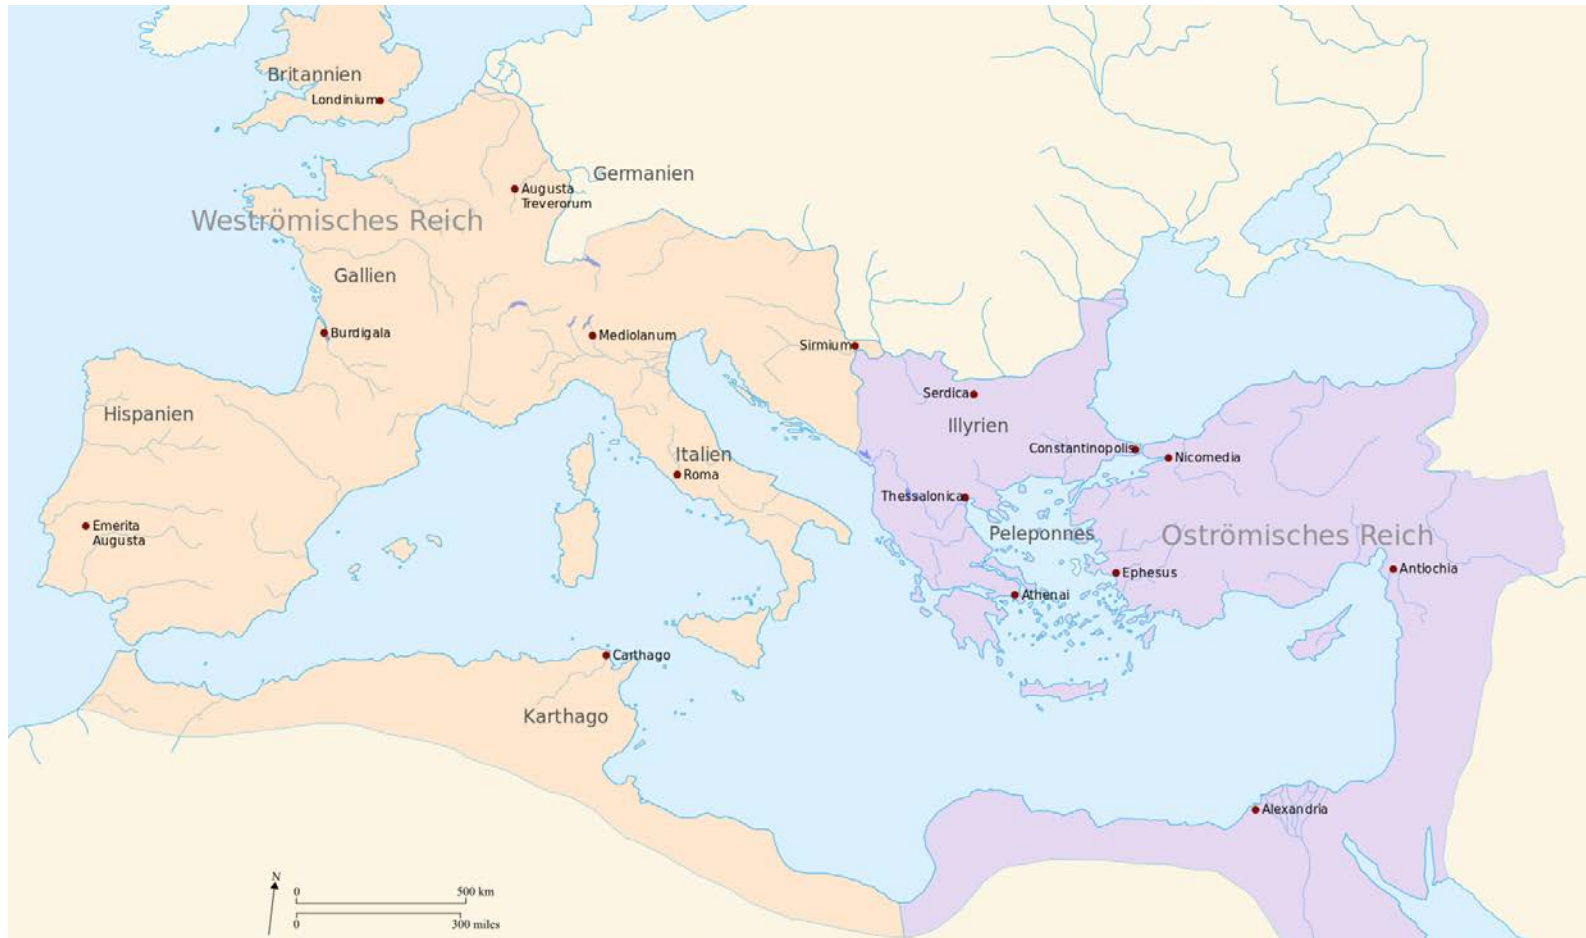 Britannien
Londinium
Germanien
Augusta
Treverorum
Weströmisches Reich
Gallien
Burdigala
Mediolanum
Sirmium
Serdica
Hispanien
Illyrien
Constantinopolis
Nicomedia
Italien
Roma
Thessalonica
Emerita
Augusta
Peleponnes
Oströmisches Reich
Ephesus
Antiochia
Athenai
Carthago
Karthago
Alexandria
N
0
500 km
0
300 miles